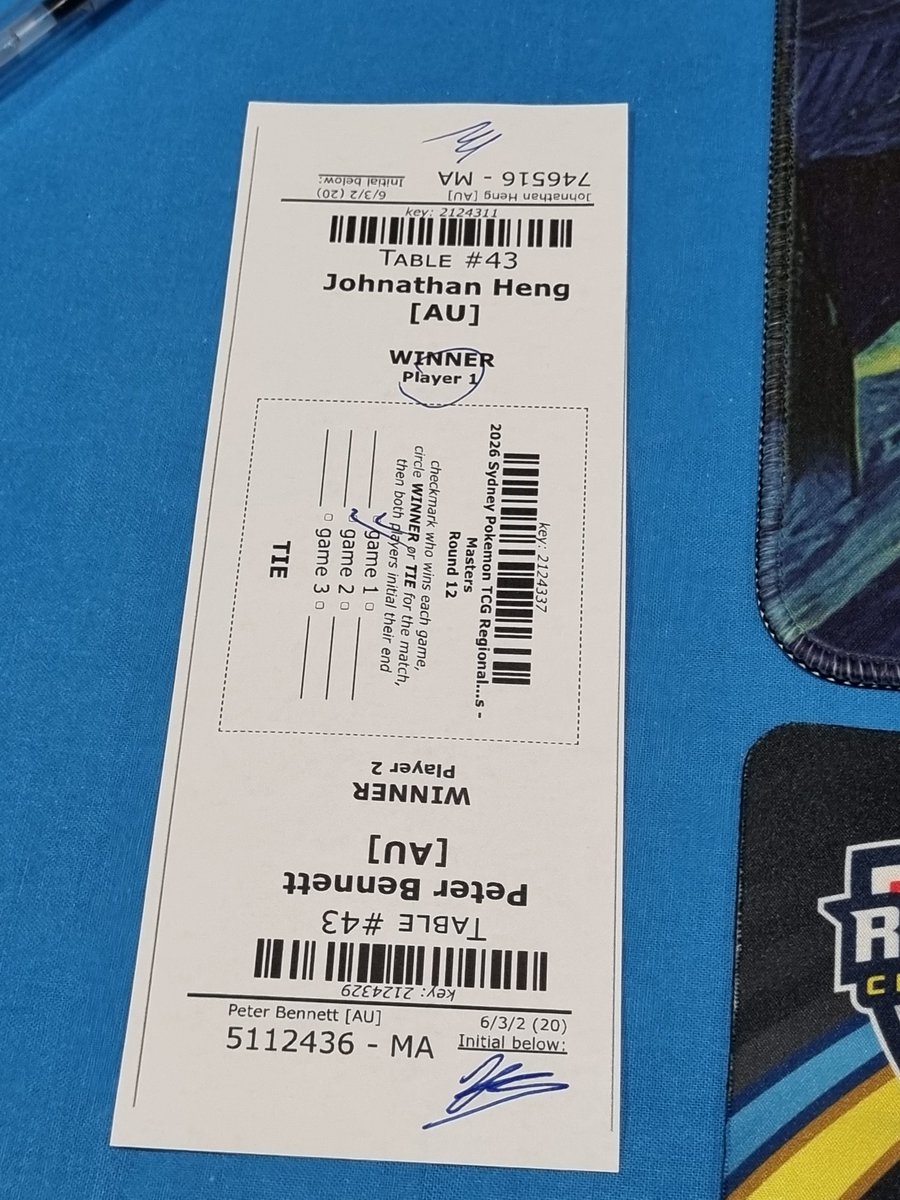 746516 - MA
Johnathan Heng [AU]
6/3/2 (20)
Initial below:
key: 2124311
TABLE #43
Johnathan Heng
[AU]
WINNER
Player 1
key: 2124337
2026 Sydney Pokemon TCG Regional...s -
Masters
Round 12
checkmark who wins each game,
circle WINNER or TIE for the match,
then both players initial their end
game 1
game 2
game 3
TIE
WINNER
Player 2
Peter Bennett
[AU]
TABLE #43
key: 2124329
Peter Bennett [AU]
5112436 - MA
6/3/2 (20)
Initial below: